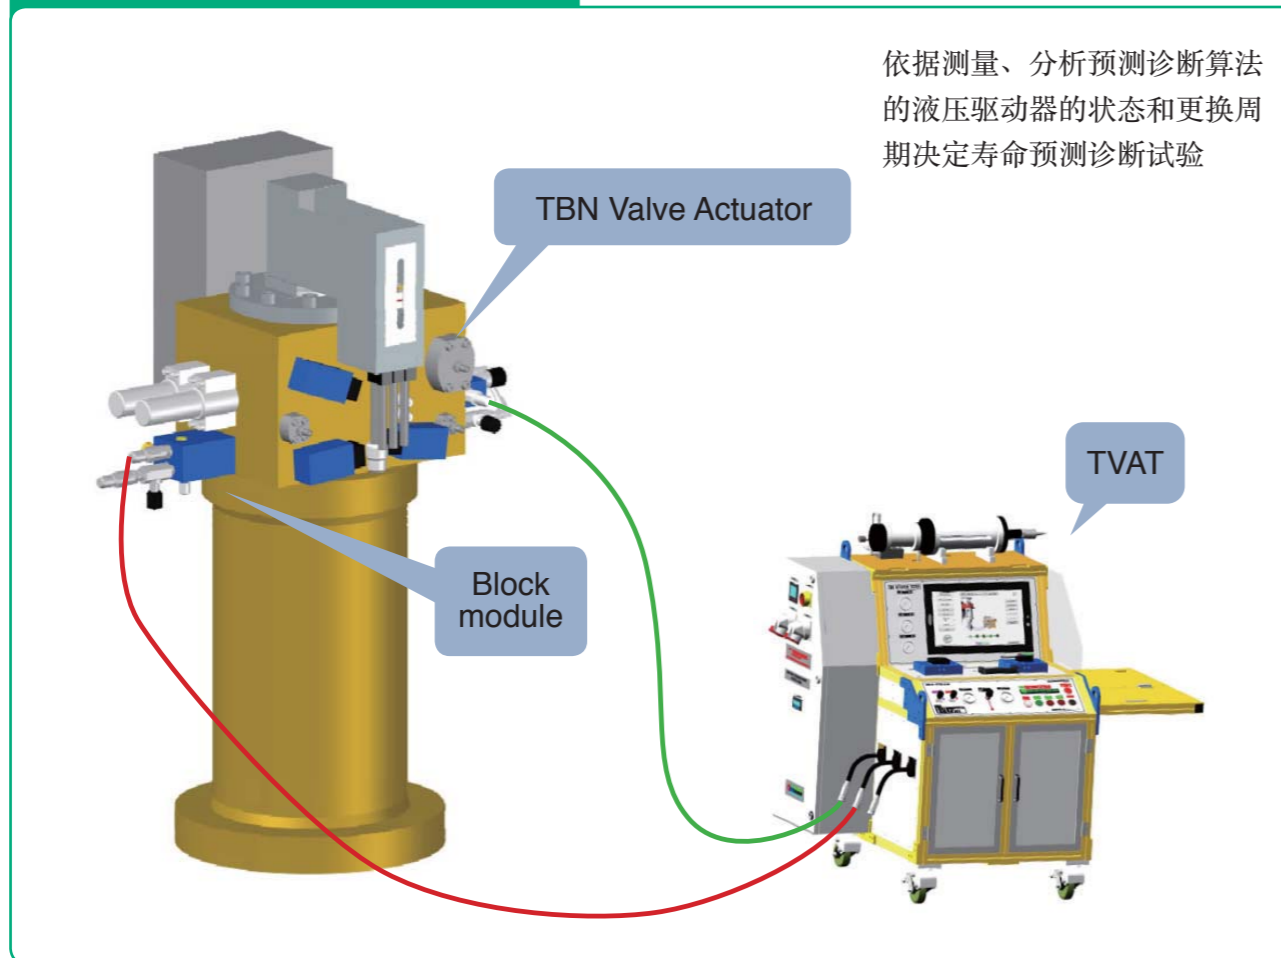 依据测量、分析预测诊断算法
的液压驱动器的状态和更换周
期决定寿命预测诊断试验
TBN Valve Actuator
TVAT
Block
module